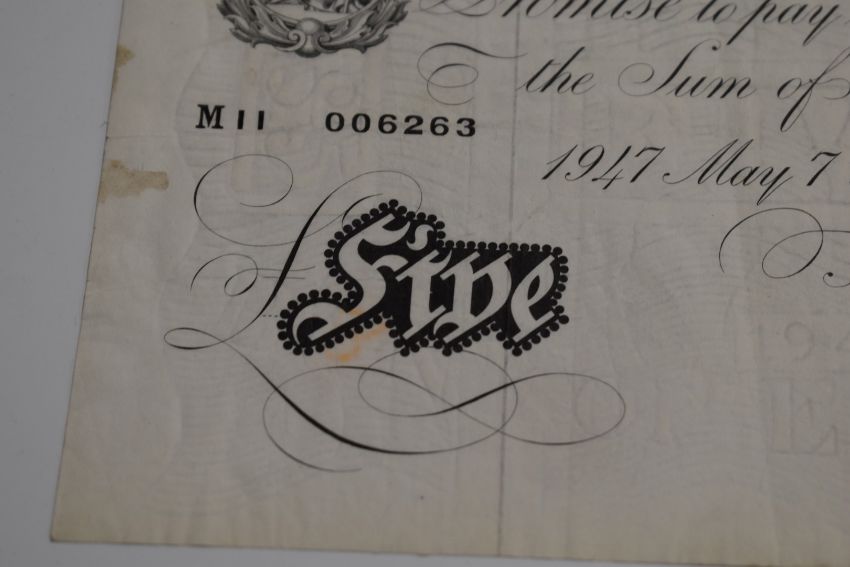 Promise to pay
the Sum of
M11 006263
1947 May 7
£ Five